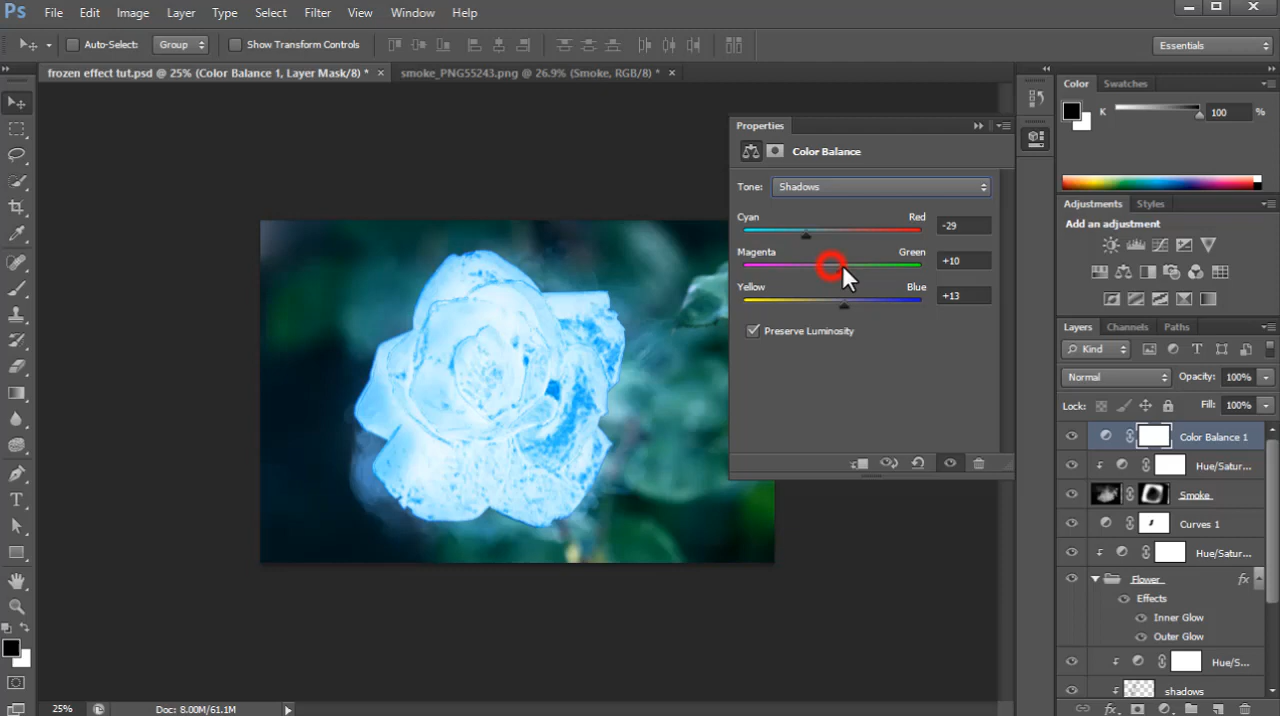 Ps File Edit Image Layer Type Select Filter View Window Help
Auto-Select: Group Show Transform Controls Essentials
frozen effect tut.psd @ 25% (Color Balance 1, Layer Mask/8) * × smoke_PNG55243.png @ 26.9% (Smoke, RGB/8) * ×
Color Swatches
K 100 %
Properties
Color Balance
Tone: Shadows
Cyan Red -29
Magenta Green +10
Yellow Blue +13
Preserve Luminosity
Adjustments Styles
Add an adjustment
Layers Channels Paths
Kind
Normal Opacity: 100%
Lock: Fill: 100%
Color Balance 1
Hue/Satur...
Smoke
Curves 1
Hue/Satur...
Flower fx
Effects
Inner Glow
Outer Glow
Hue/S...
shadows
25% Doc: 8.00M/61.1M